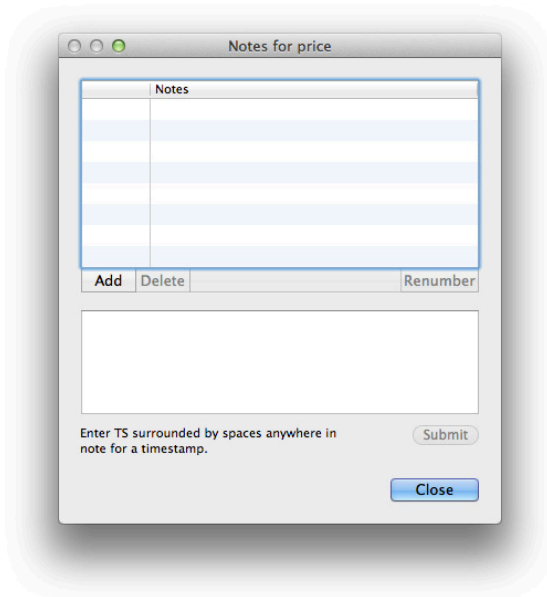 Notes for price
Notes
Add Delete Renumber
Enter TS surrounded by spaces anywhere in
note for a timestamp.
Submit
Close